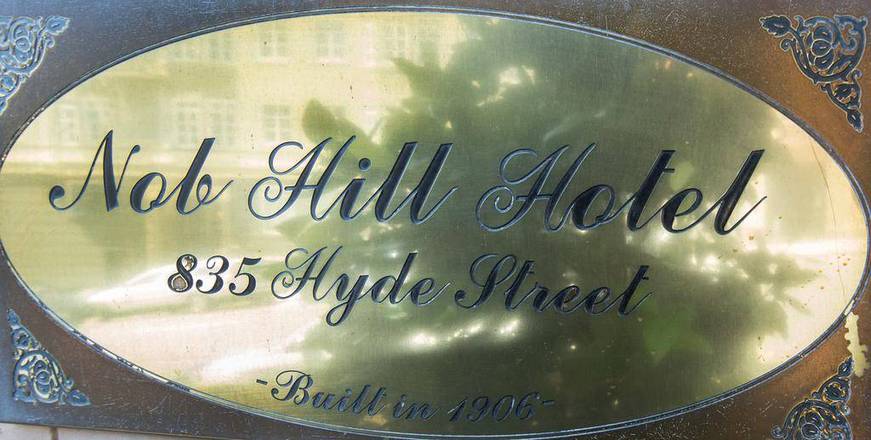 Nob Hill Hotel
835 Hyde Street
-Built in 1906-